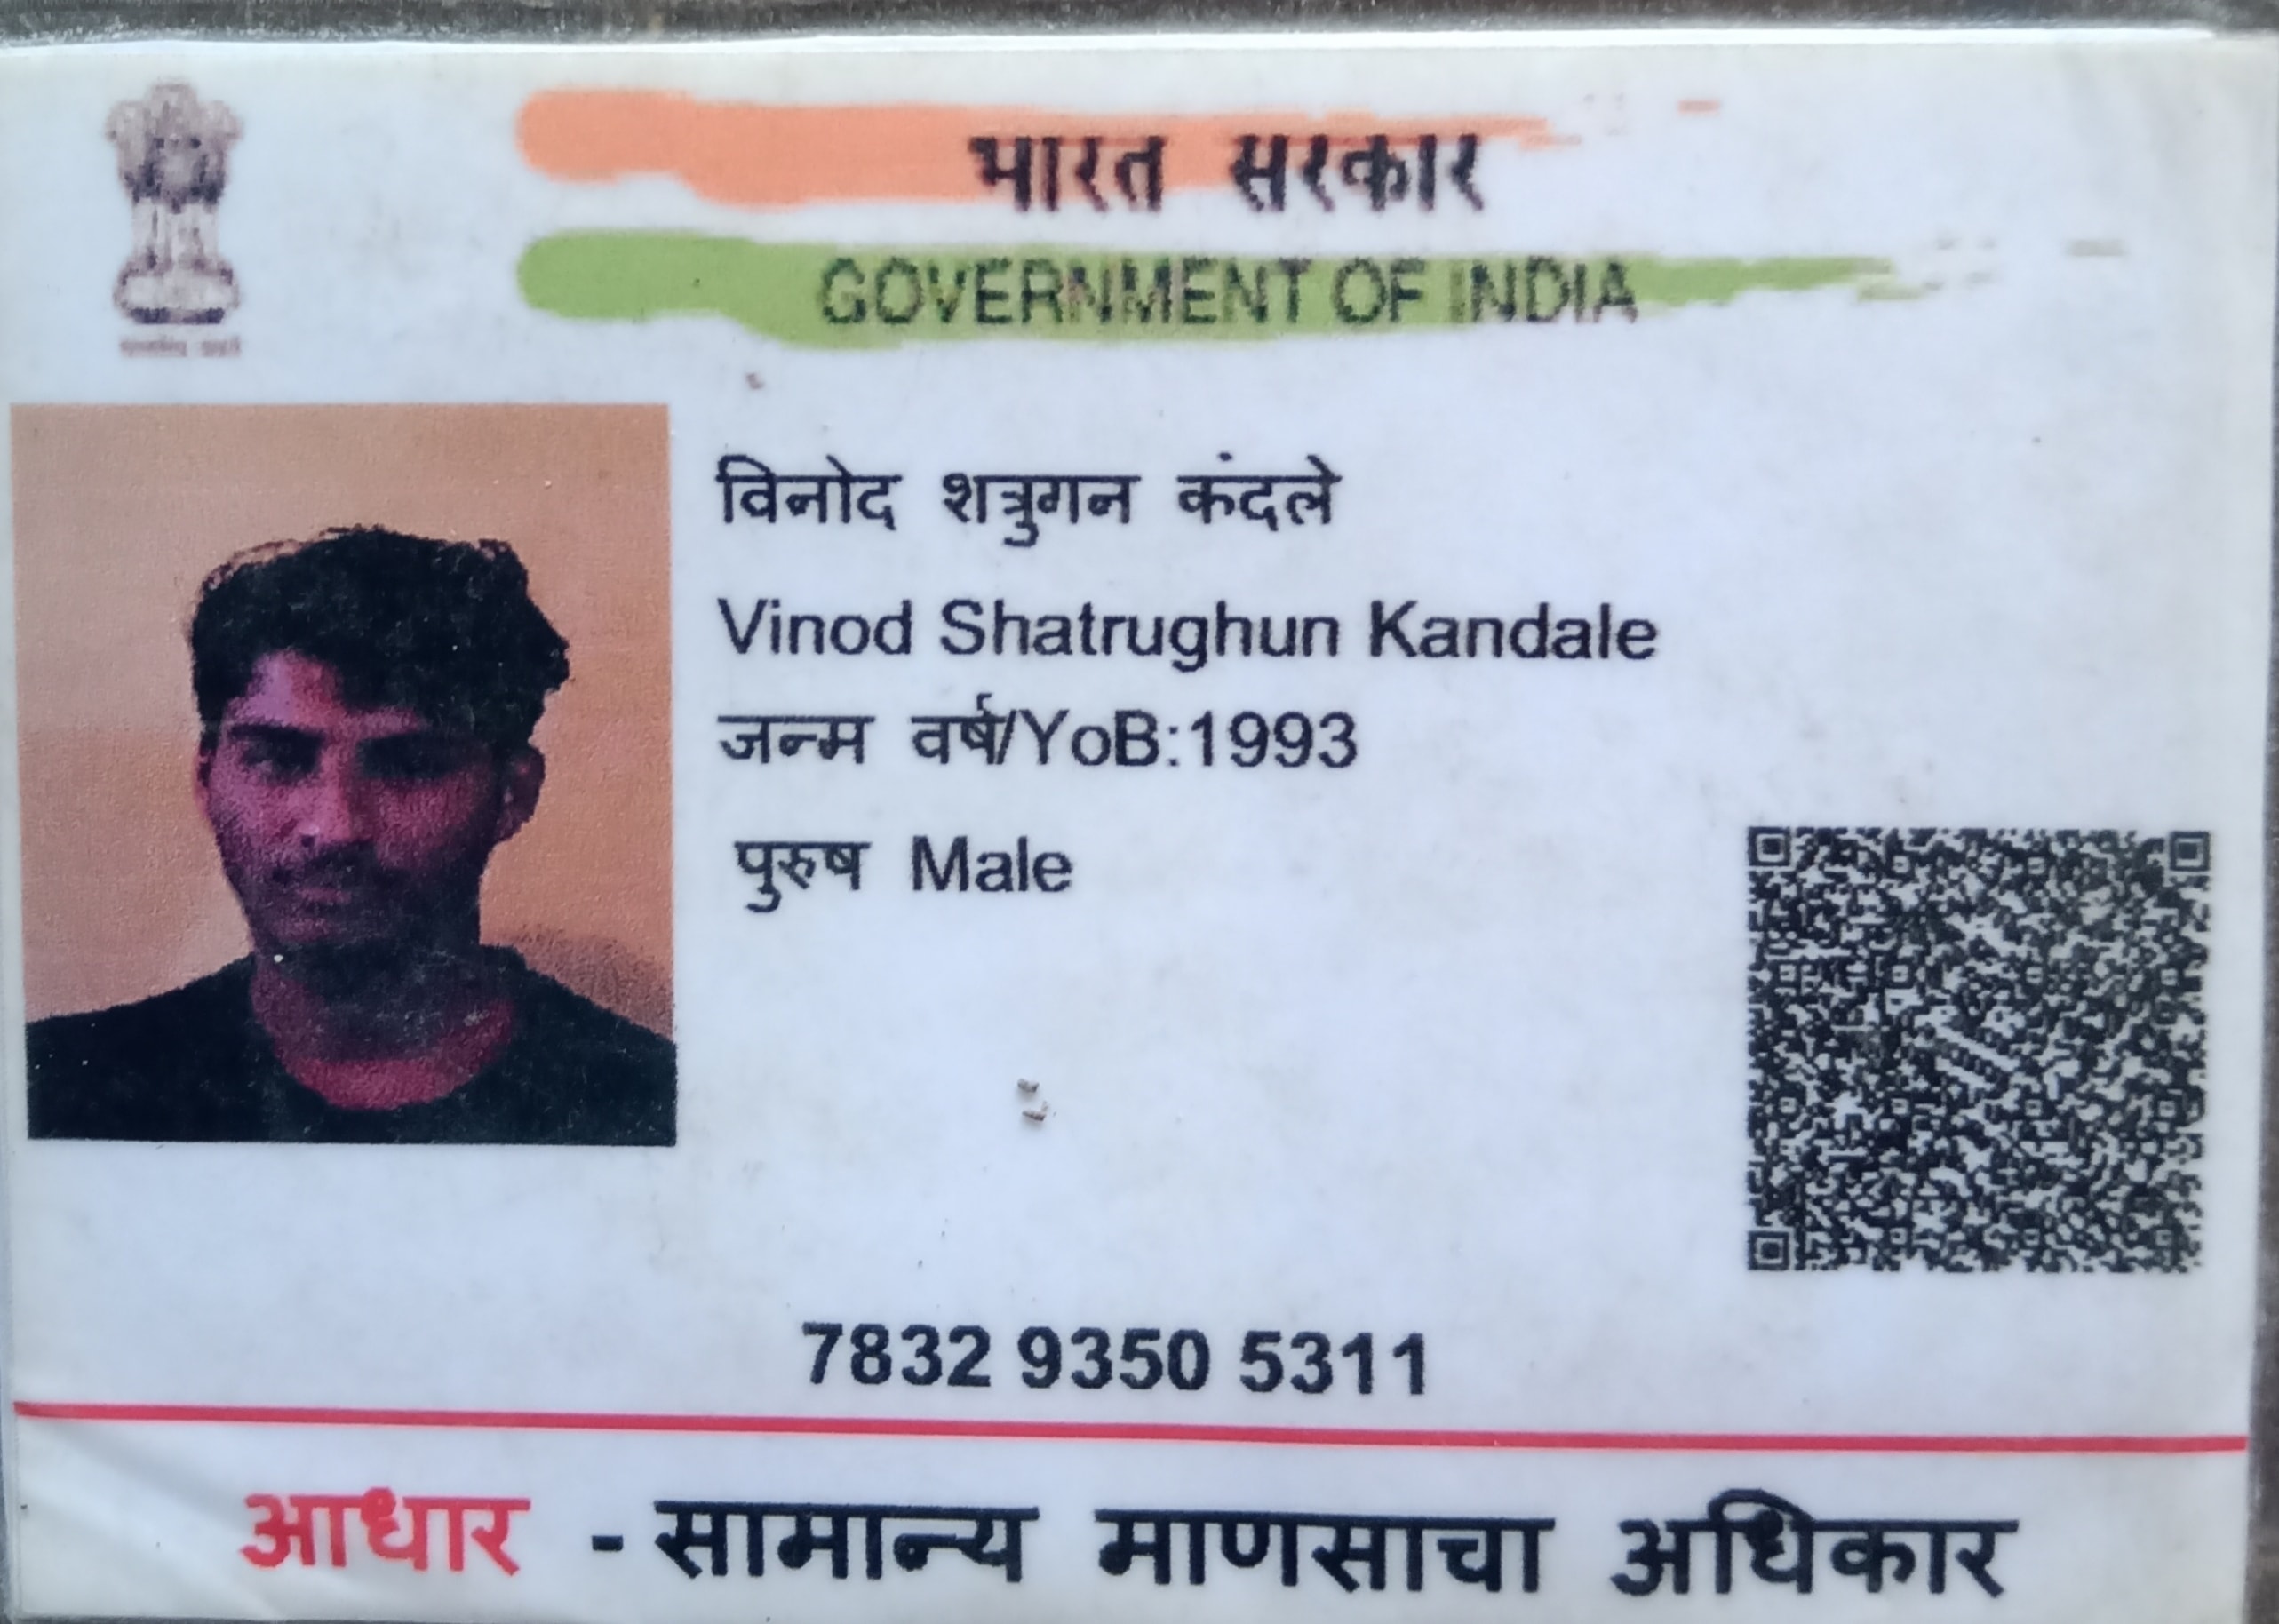 भारत सरकार
GOVERNMENT OF INDIA
विनोद शत्रुगन कंदले
Vinod Shatrughun Kandale
जन्म वर्ष/YoB:1993
पुरुष Male
7832 9350 5311
आधार - सामान्य माणसाचा अधिकार